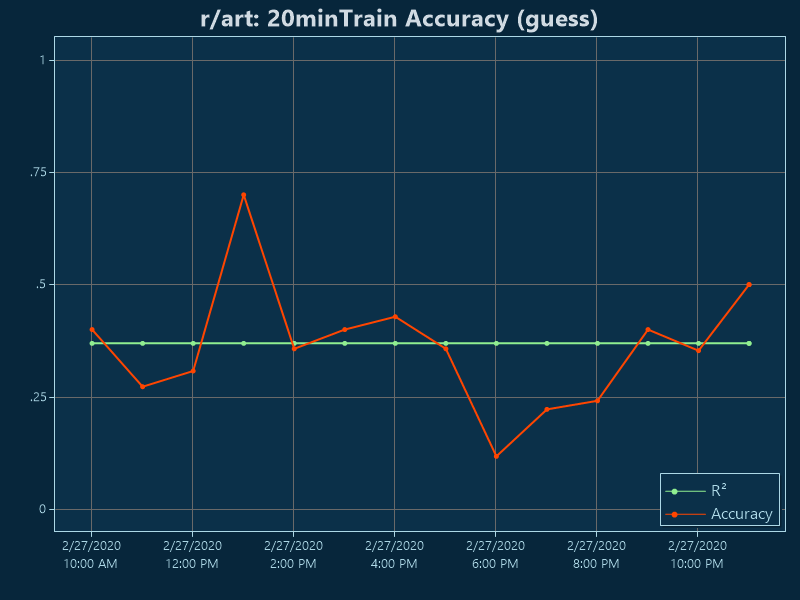 r/art: 20minTrain Accuracy (guess)
1
.75
.5
.25
0
R²
Accuracy
2/27/2020 2/27/2020 2/27/2020 2/27/2020 2/27/2020 2/27/2020 2/27/2020
10:00 AM 12:00 PM 2:00 PM 4:00 PM 6:00 PM 8:00 PM 10:00 PM